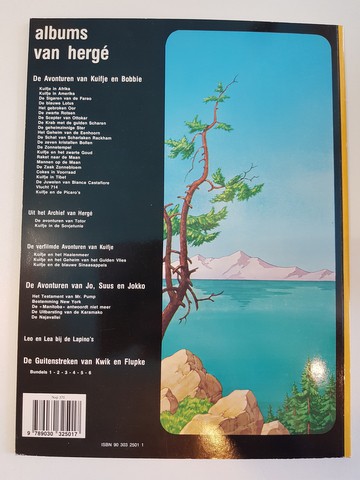 albums
van hergé
De Avonturen van Kuifje en Bobbie
Kuifje in Afrika
Kuifje in Amerika
De Sigaren van de Farao
De blauwe Lotus
Het gebroken Oor
De zwarte Rotsen
De Scepter van Ottokar
De Krab met de gulden Scharen
De geheimzinnige Ster
Het Geheim van de Eenhoorn
De Schat van Scharlaken Rackham
De zeven kristallen Bollen
De Zonnetempel
Kuifje en het zwarte Goud
Raket naar de Maan
Mannen op de Maan
De Zaak Zonnebloem
Cokes in Voorraad
Kuifje in Tibet
De Juwelen van Bianca Castafiore
Vlucht 714
Kuifje en de Picaro's
Uit het Archief van Hergé
De avonturen van Totor
Kuifje in de Sovjetunie
De verfilmde Avonturen van Kuifje
Kuifje en het Haaienmeer
Kuifje en het Geheim van het Gulden Vlies
Kuifje en de blauwe Sinaasappels
De Avonturen van Jo, Suus en Jokko
Het Testament van Mr. Pump
Bestemming New York
De «Manitoba» antwoordt niet meer
De Uitbarsting van de Karamako
De Najavallei
Leo en Lea bij de Lapino's
De Guitenstreken van Kwik en Flupke
Bundels 1 - 2 - 3 - 4 - 5 - 6
9 789030 325017
ISBN 90 303 2501 1